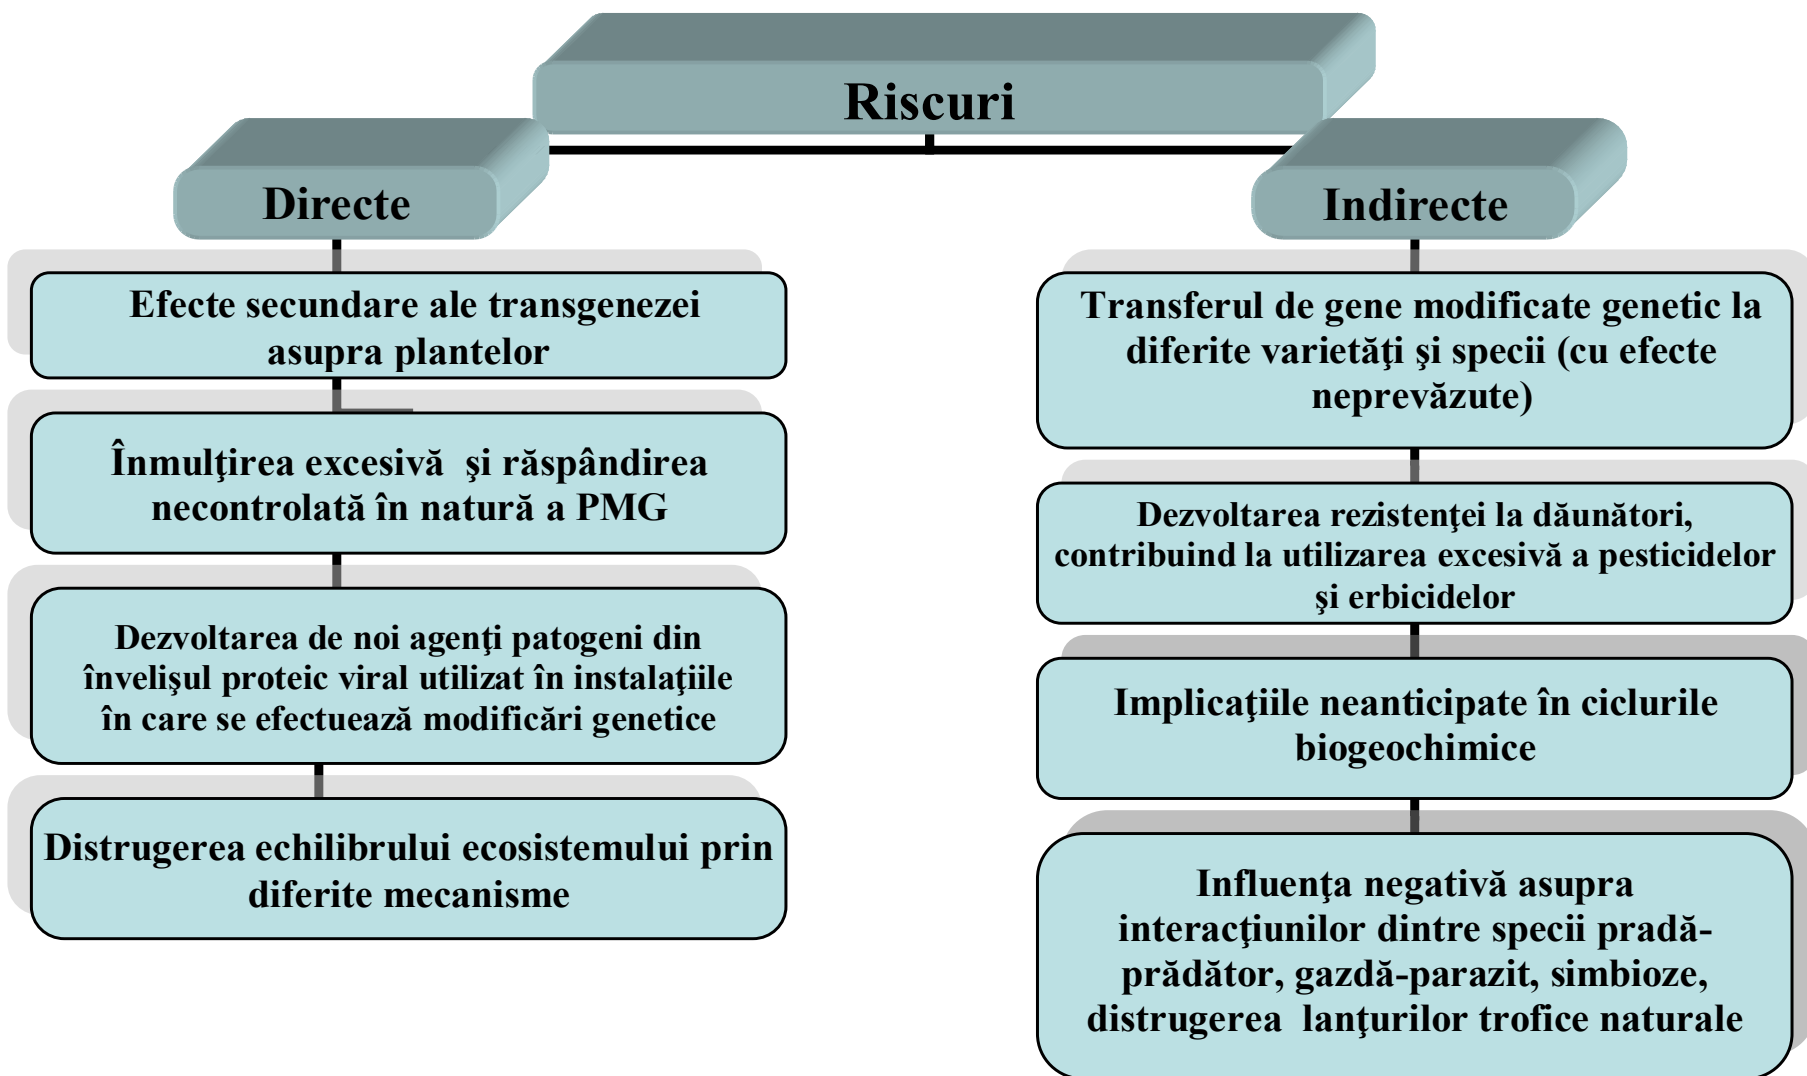 Riscuri
Directe
Efecte secundare ale transgenezei
asupra plantelor
Înmulţirea excesivă  şi răspândirea
necontrolată în natură a PMG
Dezvoltarea de noi agenţi patogeni din
învelişul proteic viral utilizat în instalaţiile
în care se efectuează modificări genetice
Distrugerea echilibrului ecosistemului prin
diferite mecanisme
Indirecte
Transferul de gene modificate genetic la
diferite varietăţi şi specii (cu efecte
neprevăzute)
Dezvoltarea rezistenţei la dăunători,
contribuind la utilizarea excesivă a pesticidelor
şi erbicidelor
Implicaţiile neanticipate în ciclurile
biogeochimice
Influenţa negativă asupra
interacţiunilor dintre specii pradă-
prădător, gazdă-parazit, simbioze,
distrugerea  lanţurilor trofice naturale